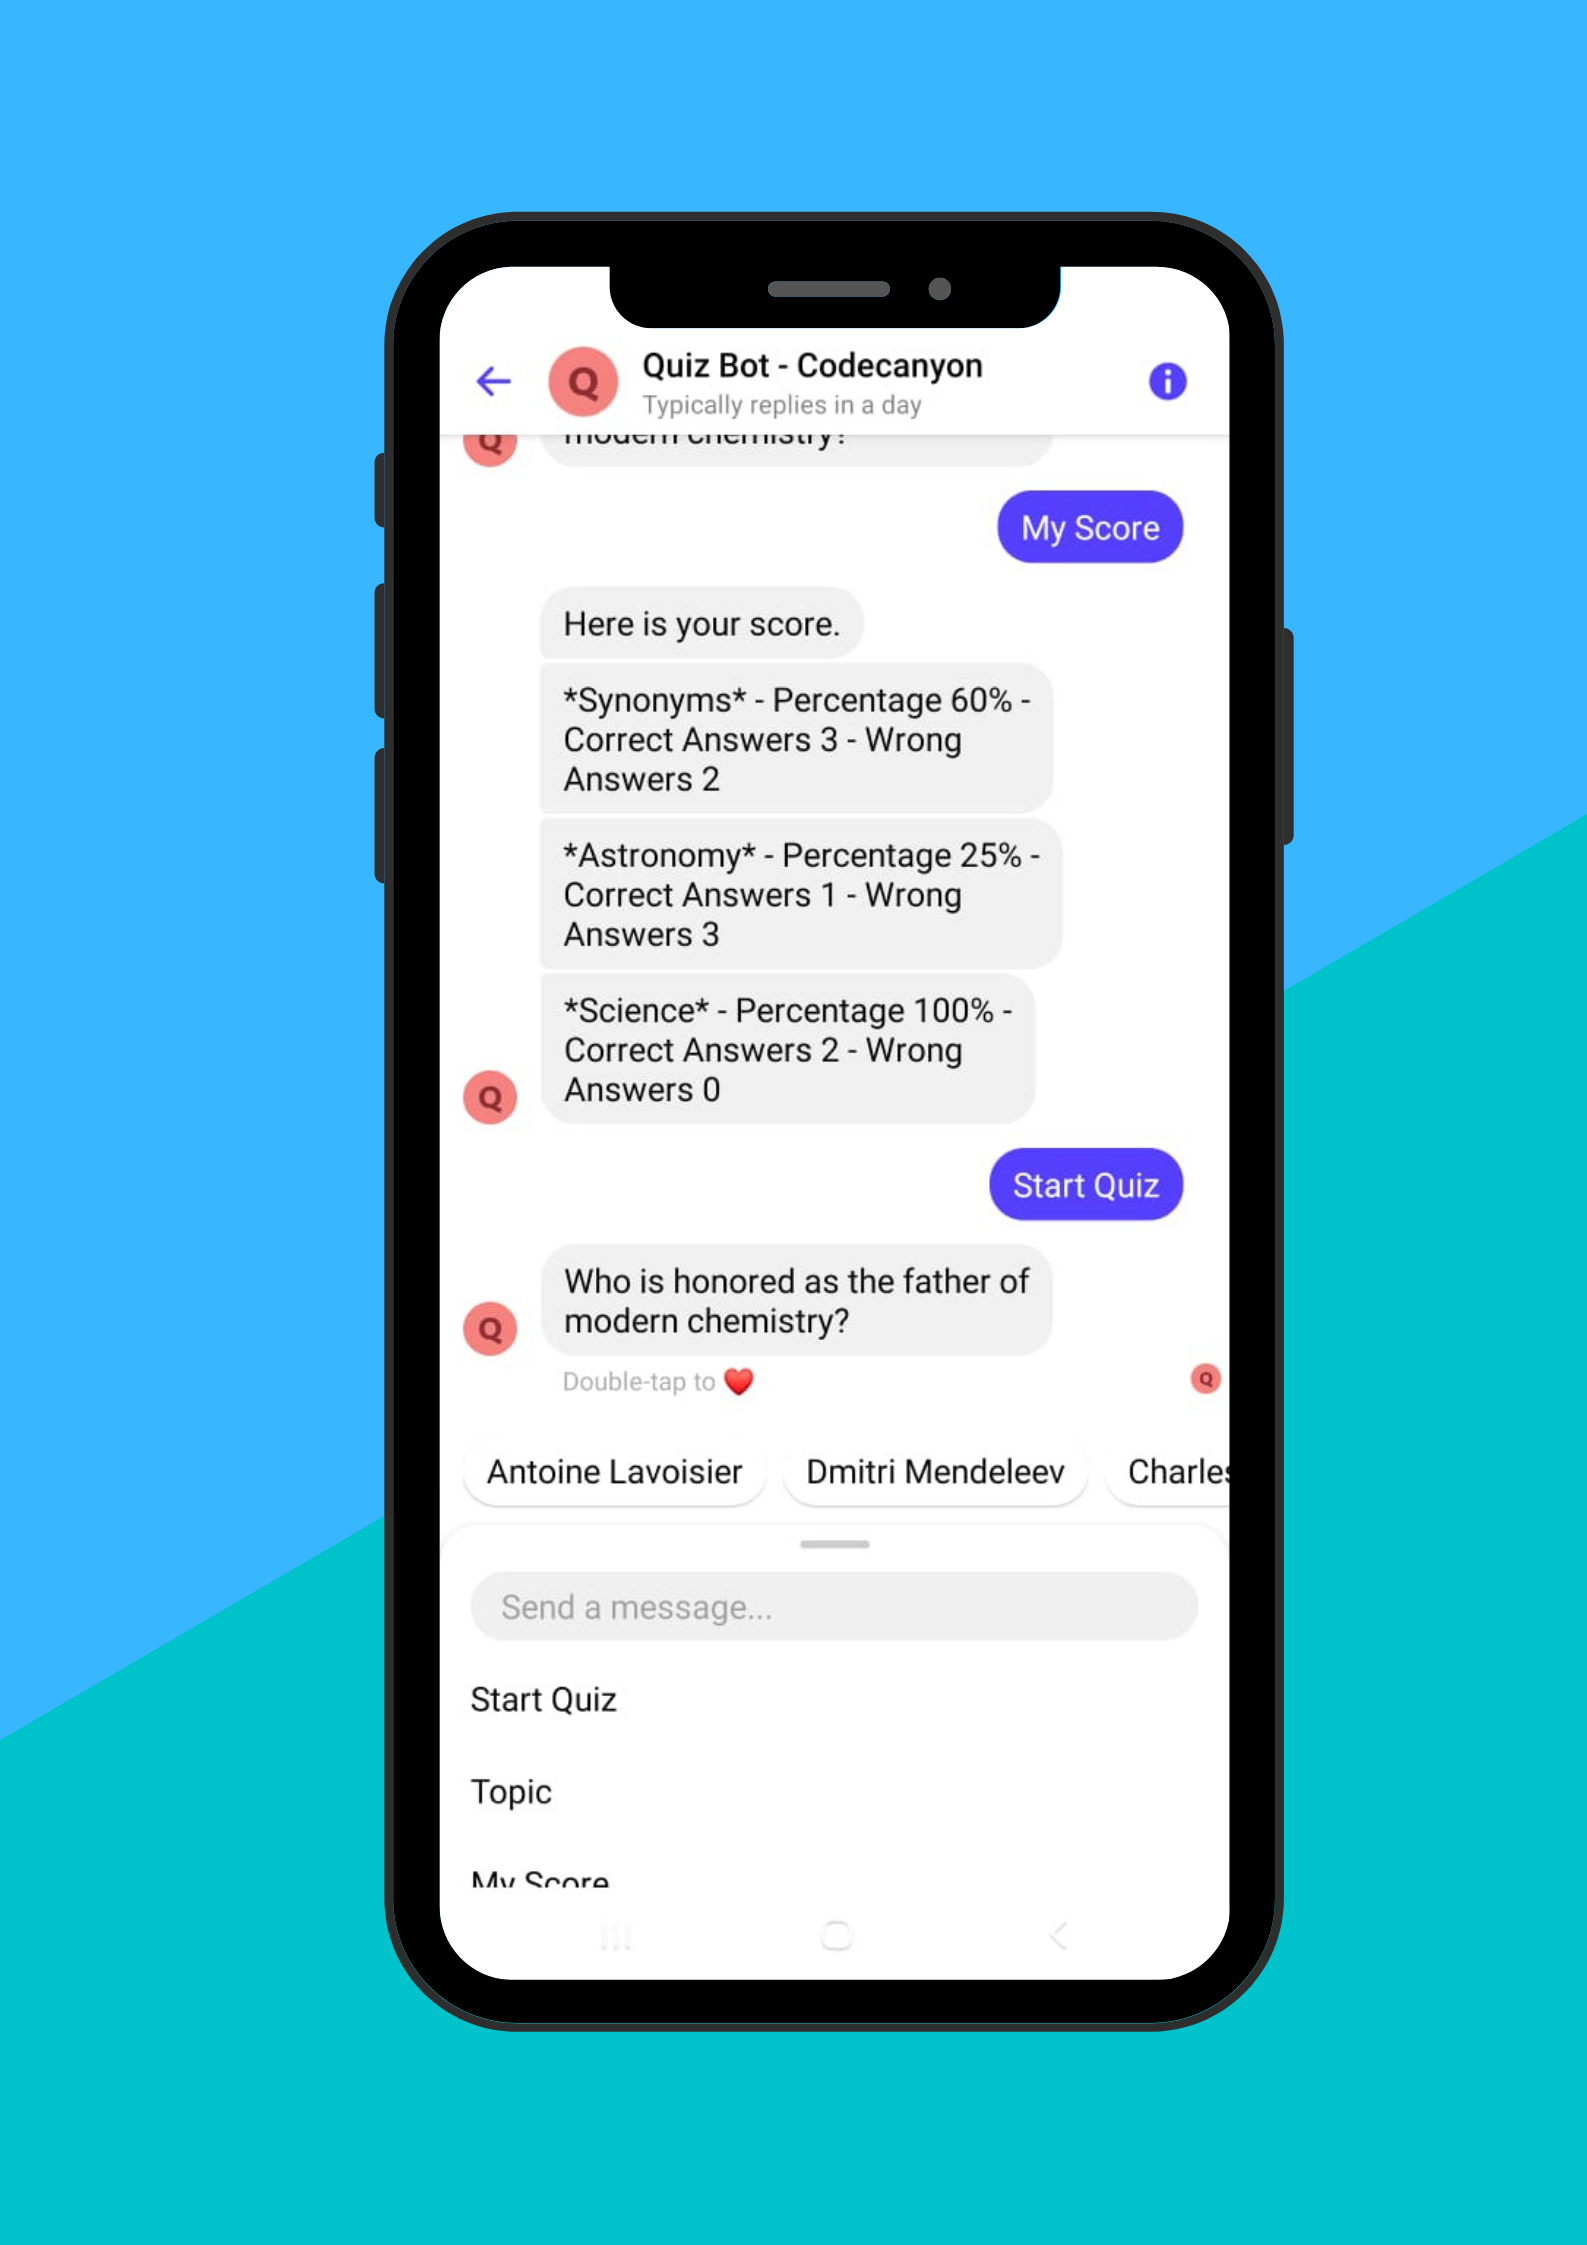 Q
Quiz Bot - Codecanyon
Typically replies in a day
Q
modern chemistry?
My Score
Here is your score.
*Synonyms* - Percentage 60% -
Correct Answers 3 - Wrong
Answers 2
*Astronomy* - Percentage 25% -
Correct Answers 1 - Wrong
Answers 3
*Science* - Percentage 100% -
Correct Answers 2 - Wrong
Answers 0
Q
Start Quiz
Who is honored as the father of
modern chemistry?
Q
Double-tap to ❤️
Q
Antoine Lavoisier
Dmitri Mendeleev
Charles
Send a message...
Start Quiz
Topic
My Score